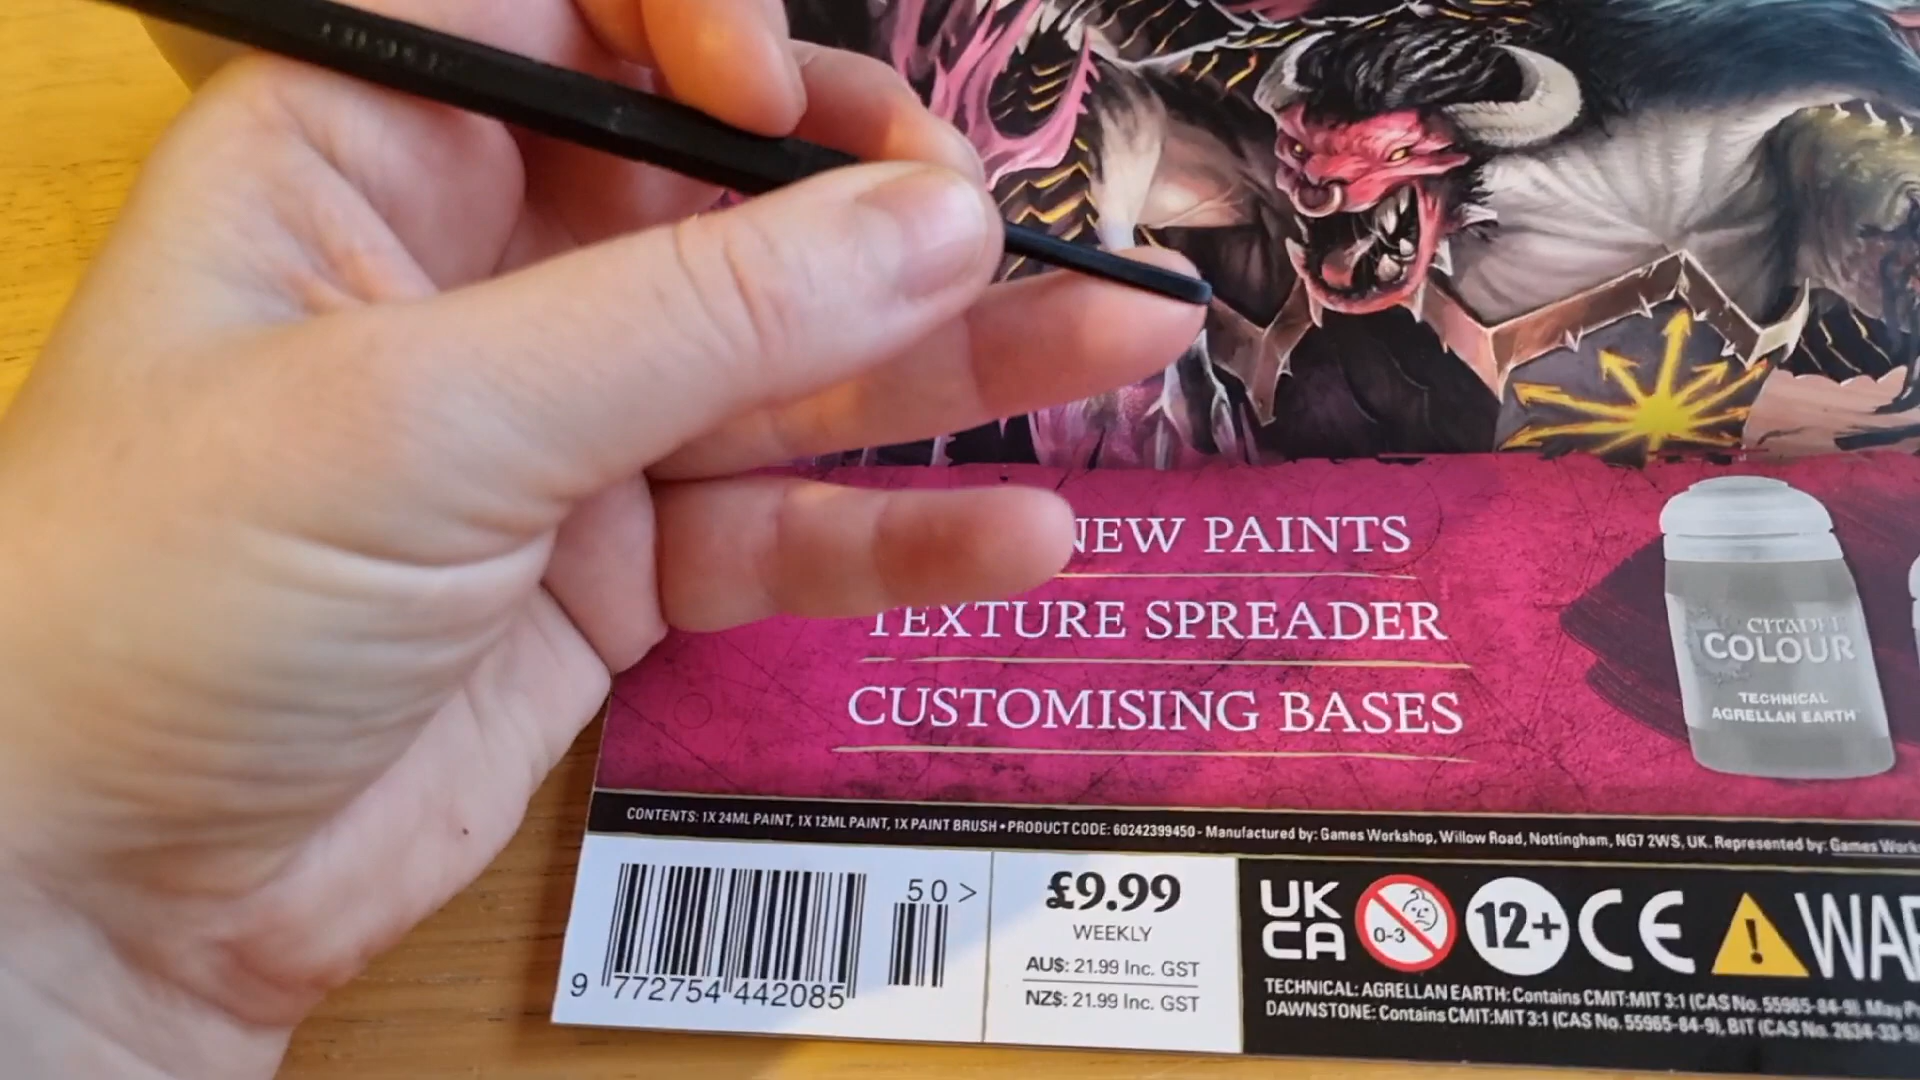 NEW PAINTS
TEXTURE SPREADER
CUSTOMISING BASES
CITADEL
COLOUR
TECHNICAL
AGRELLAN EARTH
CONTENTS: 1X 24ML PAINT, 1X 12ML PAINT, 1X PAINT BRUSH • PRODUCT CODE: 60242399450 - Manufactured by: Games Workshop, Willow Road, Nottingham, NG7 2WS, UK. Represented by: Games
50 >
9 772754 442085
£9.99
WEEKLY
AU$: 21.99 Inc. GST
NZ$: 21.99 Inc. GST
UK
CA
0-3
12+
CE
!
TECHNICAL: AGRELLAN EARTH: Contains CMIT:MIT 3:1 (CAS No. 55965-84-9). May
DAWNSTONE: Contains CMIT:MIT 3:1 (CAS No. 55965-84-9), BIT (CAS No.